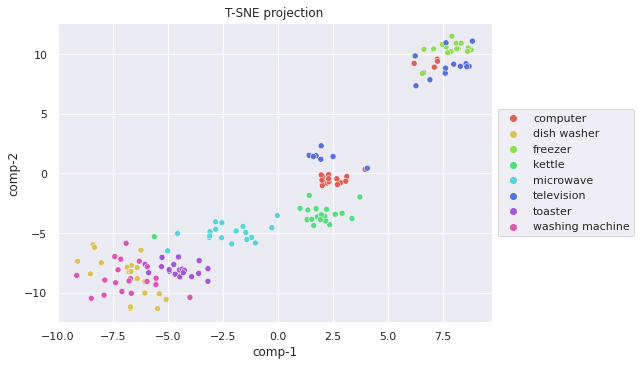 T-SNE projection
10
5
0
−5
−10
−10.0 −7.5 −5.0 −2.5 0.0 2.5 5.0 7.5
comp-1
comp-2
computer
dish washer
freezer
kettle
microwave
television
toaster
washing machine